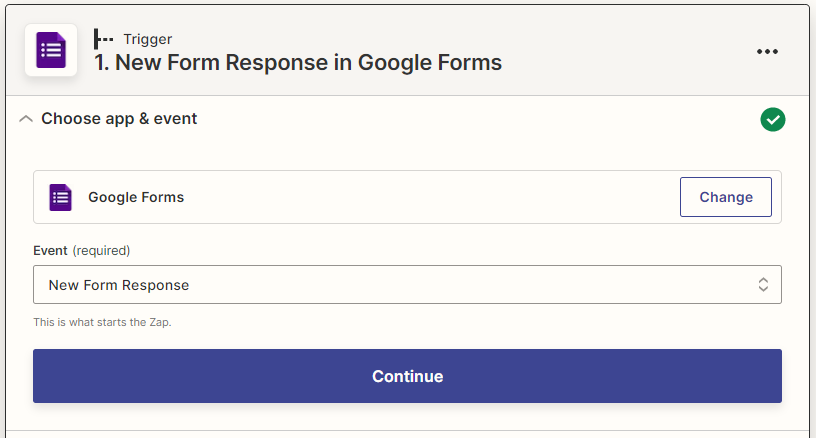 Trigger
1. New Form Response in Google Forms
Choose app & event
Google Forms
Change
Event (required)
New Form Response
This is what starts the Zap.
Continue